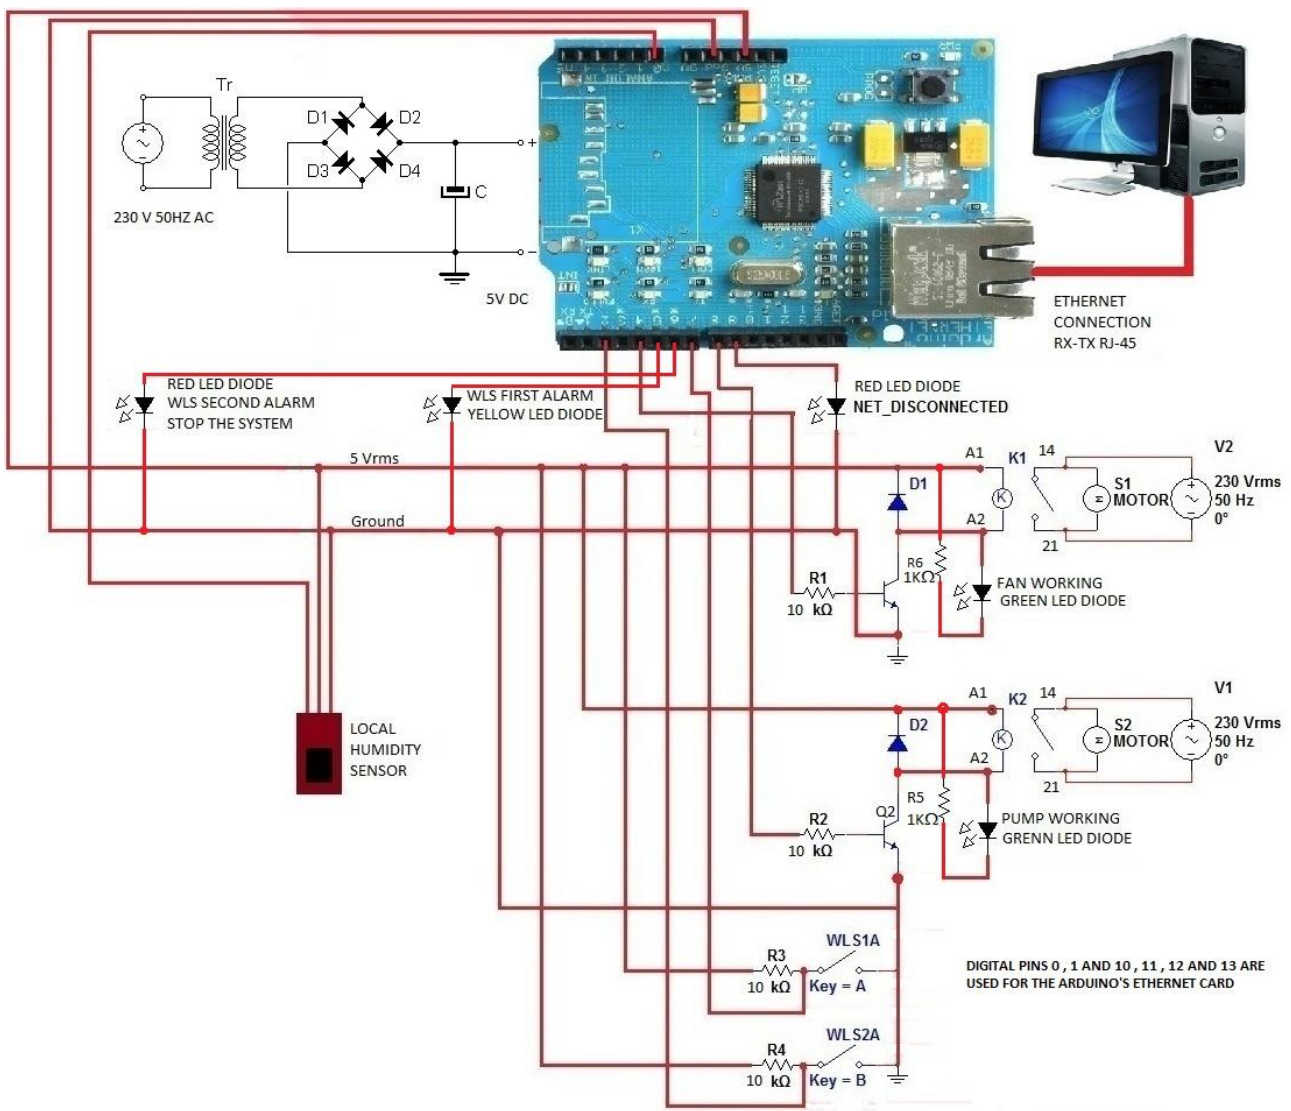 Tr
D1
D2
D3
D4
C
230 V 50HZ AC
5V DC
ETHERNET
CONNECTION
RX-TX RJ-45
RED LED DIODE
WLS SECOND ALARM
STOP THE SYSTEM
WLS FIRST ALARM
YELLOW LED DIODE
RED LED DIODE
NET_DISCONNECTED
5 Vrms
Ground
D1
A1
K1
14
K
A2
21
S1
MOTOR
M
V2
230 Vrms
50 Hz
0°
R6
1KΩ
R1
10 kΩ
FAN WORKING
GREEN LED DIODE
LOCAL
HUMIDITY
SENSOR
D2
A1
K2
14
K
A2
21
S2
MOTOR
M
V1
230 Vrms
50 Hz
0°
R5
1KΩ
Q2
R2
10 kΩ
PUMP WORKING
GRENN LED DIODE
WLS1A
R3
10 kΩ
Key = A
WLS2A
R4
10 kΩ
Key = B
DIGITAL PINS 0 , 1 AND 10 , 11 , 12 AND 13 ARE
USED FOR THE ARDUINO'S ETHERNET CARD